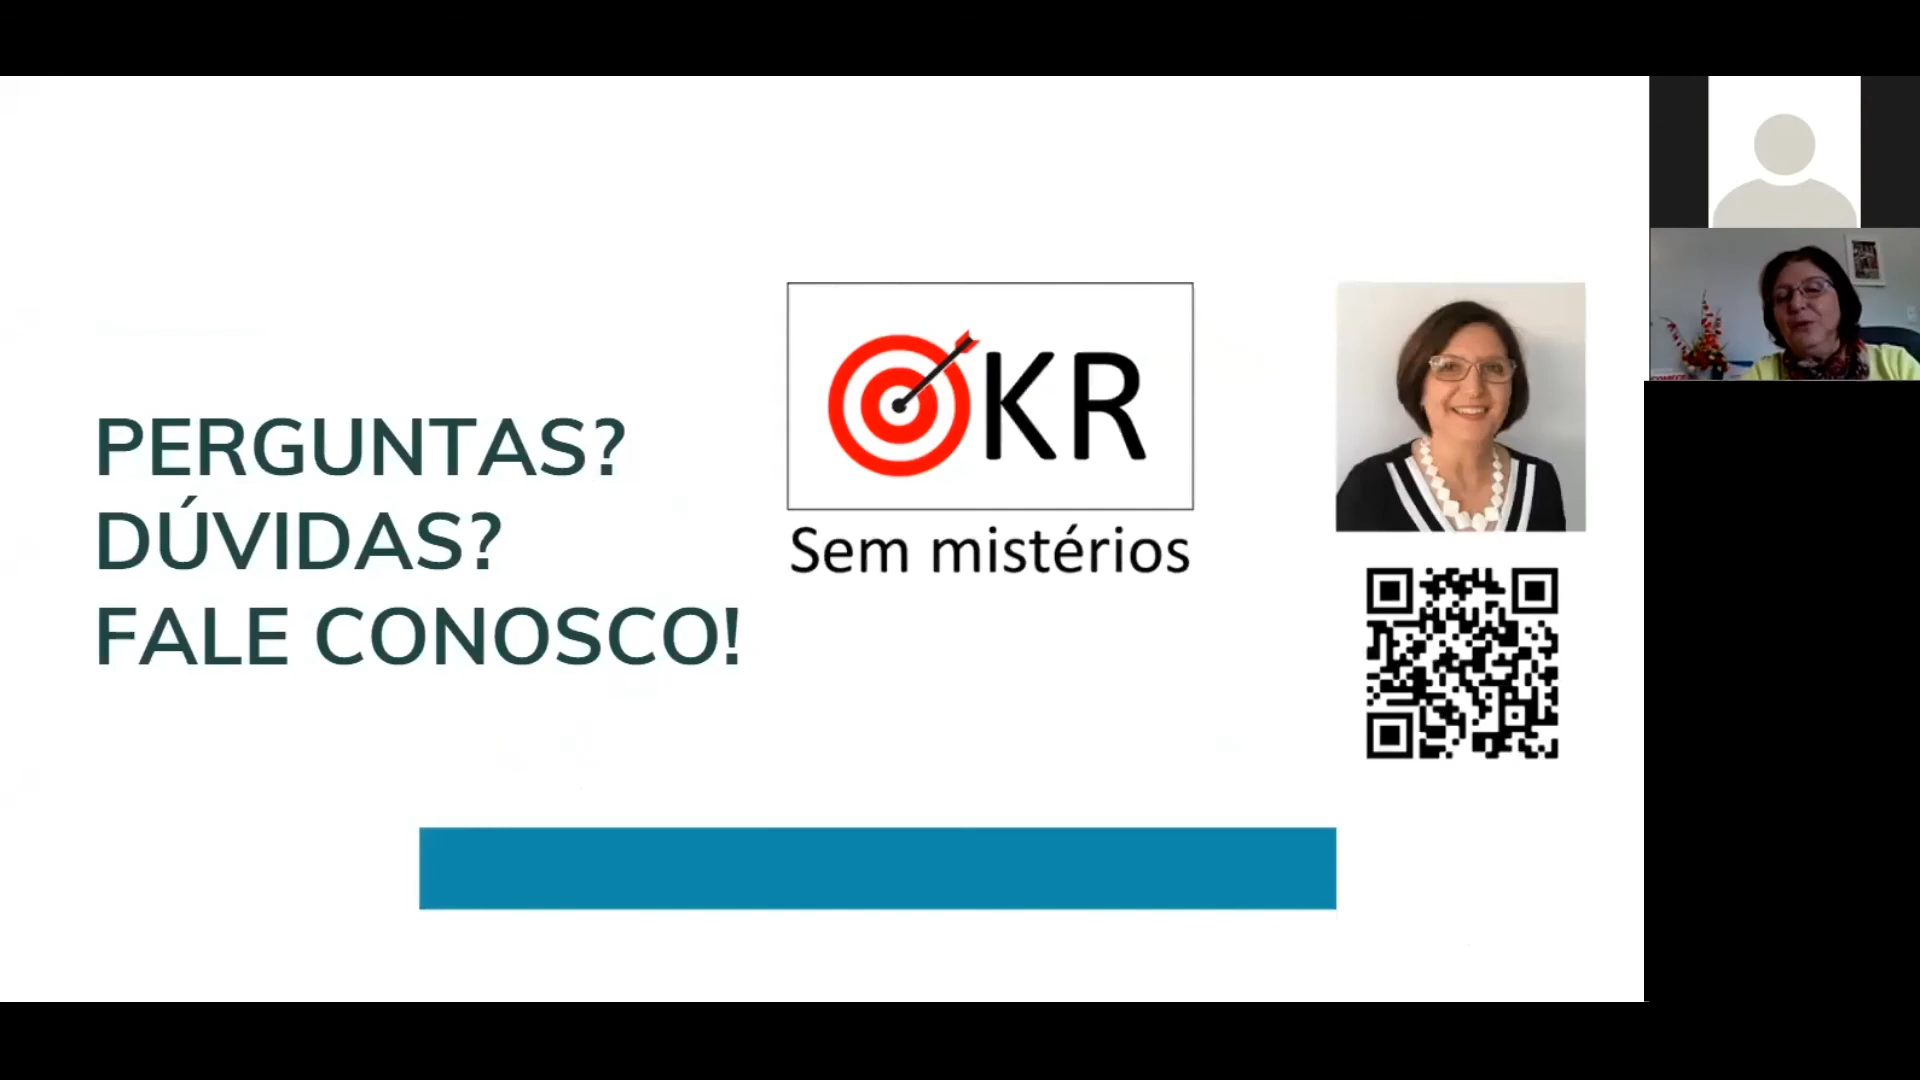 PERGUNTAS?
DÚVIDAS?
FALE CONOSCO!
OKR
Sem mistérios